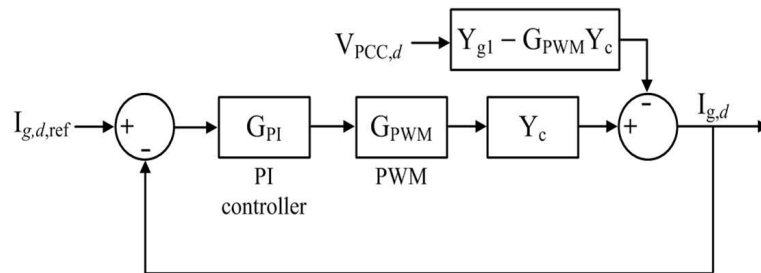 V_PCC,d
Y_g1 − G_PWM Y_c
-
I_g,d
I_g,d,ref
+
G_PI
G_PWM
Y_c
+
-
PI
controller
PWM